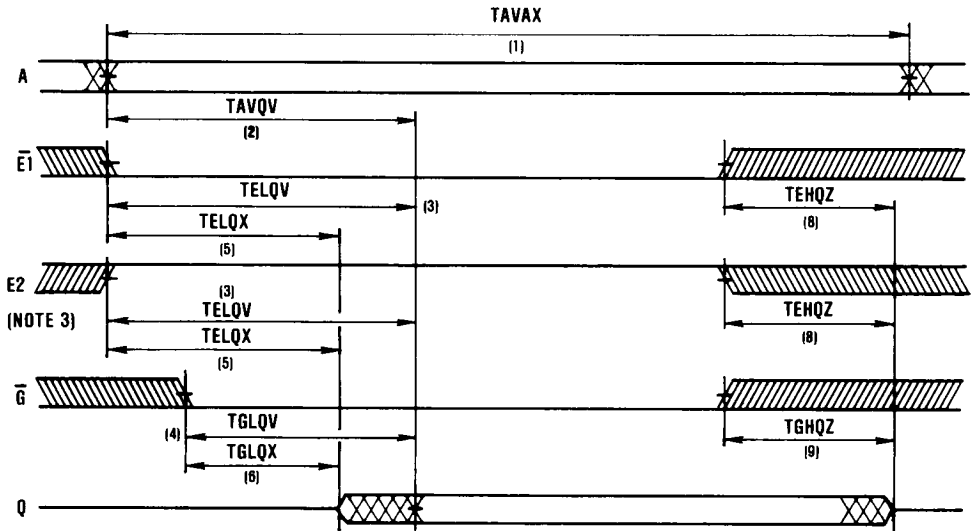 TAVAX
(1)
A
TAVQV
(2)
E1
TELQV
(3)
TEHQZ
TELQX
(8)
(5)
E2
(3)
(NOTE 3)
TELQV
TEHQZ
TELQX
(8)
(5)
G
TGLQV
TGHQZ
(4)
TGLQX
(9)
(6)
Q